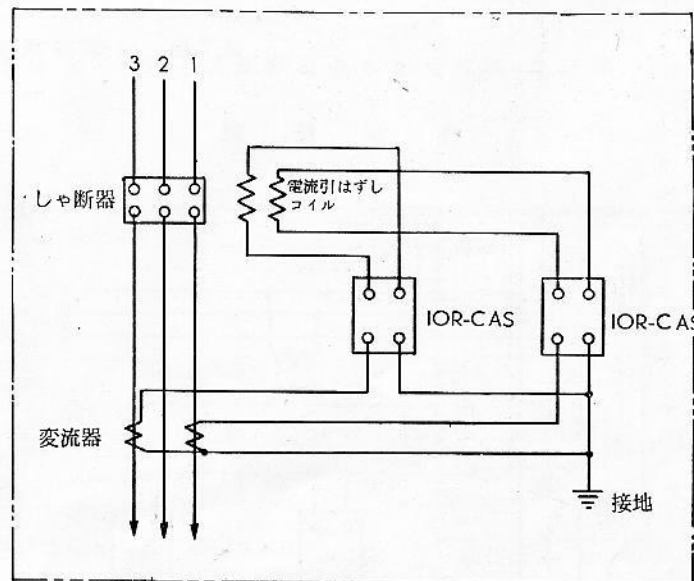 3 2 1
しゃ断器
電流引はずし
コイル
IOR-CAS
IOR-CAS
変流器
接地